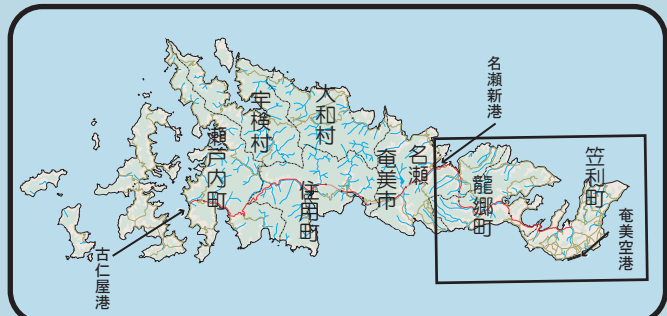 名瀬新港
笠利町
奄美空港
龍郷町
名瀬
奄美市
大和村
住用町
宇検村
瀬戸内町
古仁屋港